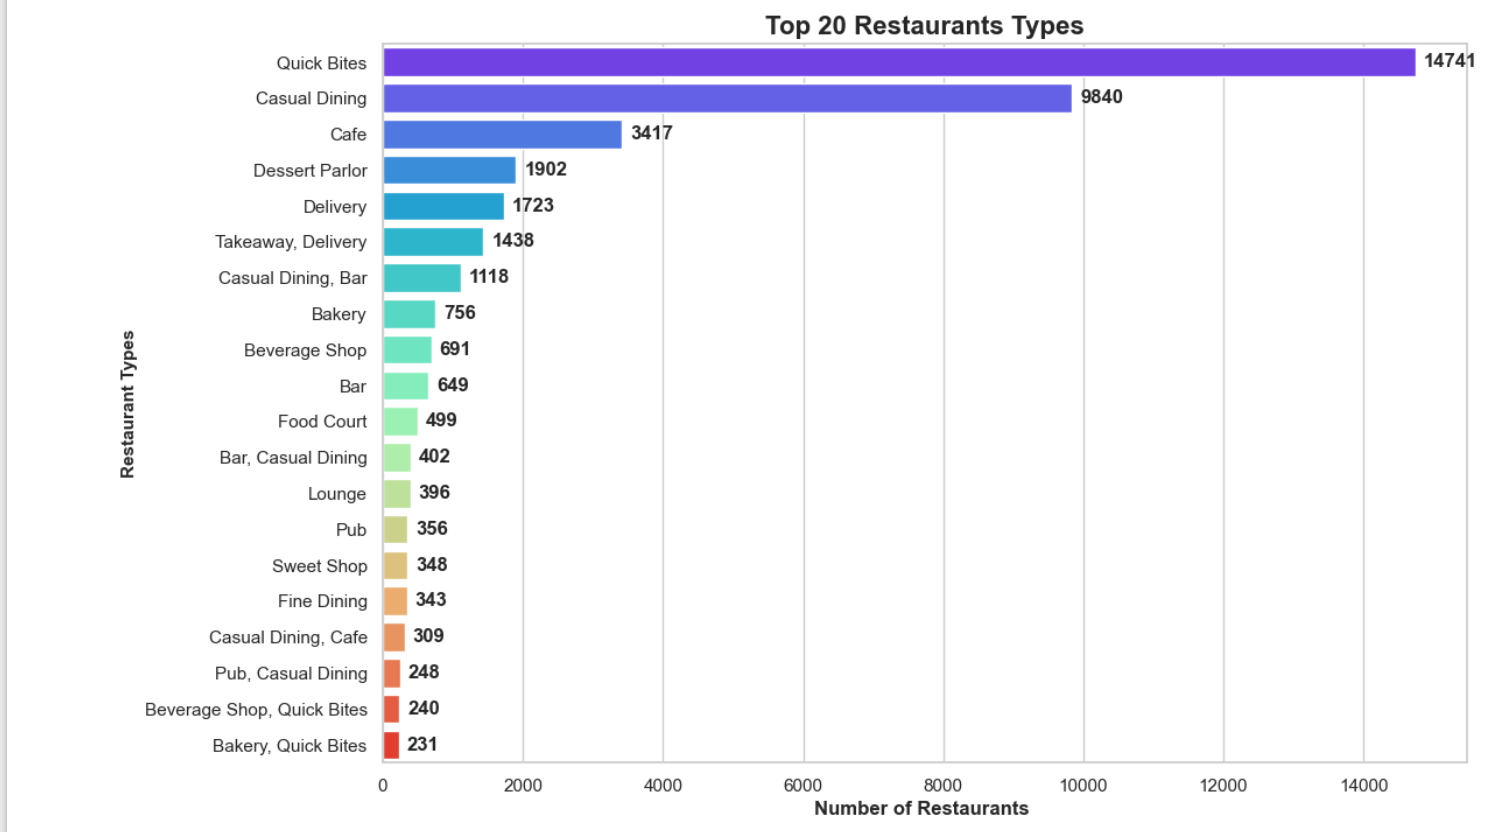 Top 20 Restaurants Types
Quick Bites 14741
Casual Dining 9840
Cafe 3417
Dessert Parlor 1902
Delivery 1723
Takeaway, Delivery 1438
Casual Dining, Bar 1118
Bakery 756
Beverage Shop 691
Bar 649
Food Court 499
Bar, Casual Dining 402
Lounge 396
Pub 356
Sweet Shop 348
Fine Dining 343
Casual Dining, Cafe 309
Pub, Casual Dining 248
Beverage Shop, Quick Bites 240
Bakery, Quick Bites 231
Restaurant Types
0 2000 4000 6000 8000 10000 12000 14000
Number of Restaurants